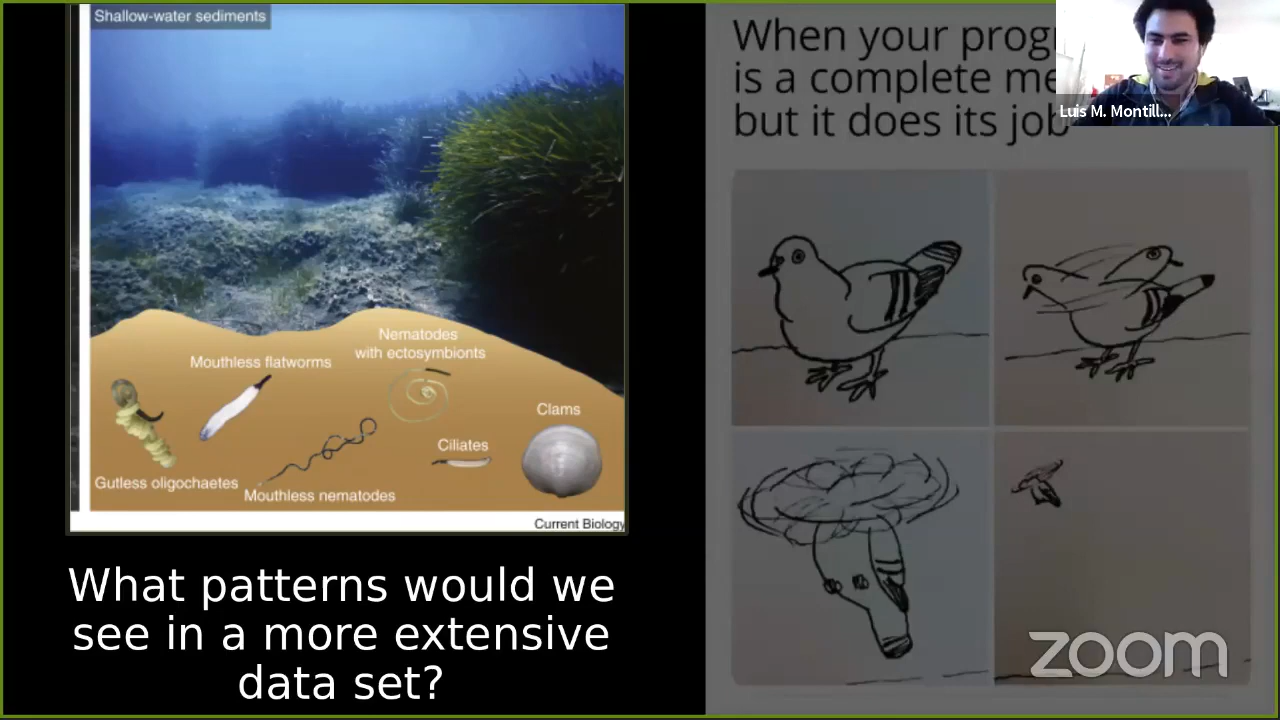 Shallow-water sediments
Nematodes
with ectosymbionts
Mouthless flatworms
Clams
Ciliates
Gutless oligochaetes
Mouthless nematodes
Current Biology
What patterns would we
see in a more extensive
data set?
When your prog
is a complete me
but it does its job
Luis M. Montill...
zoom